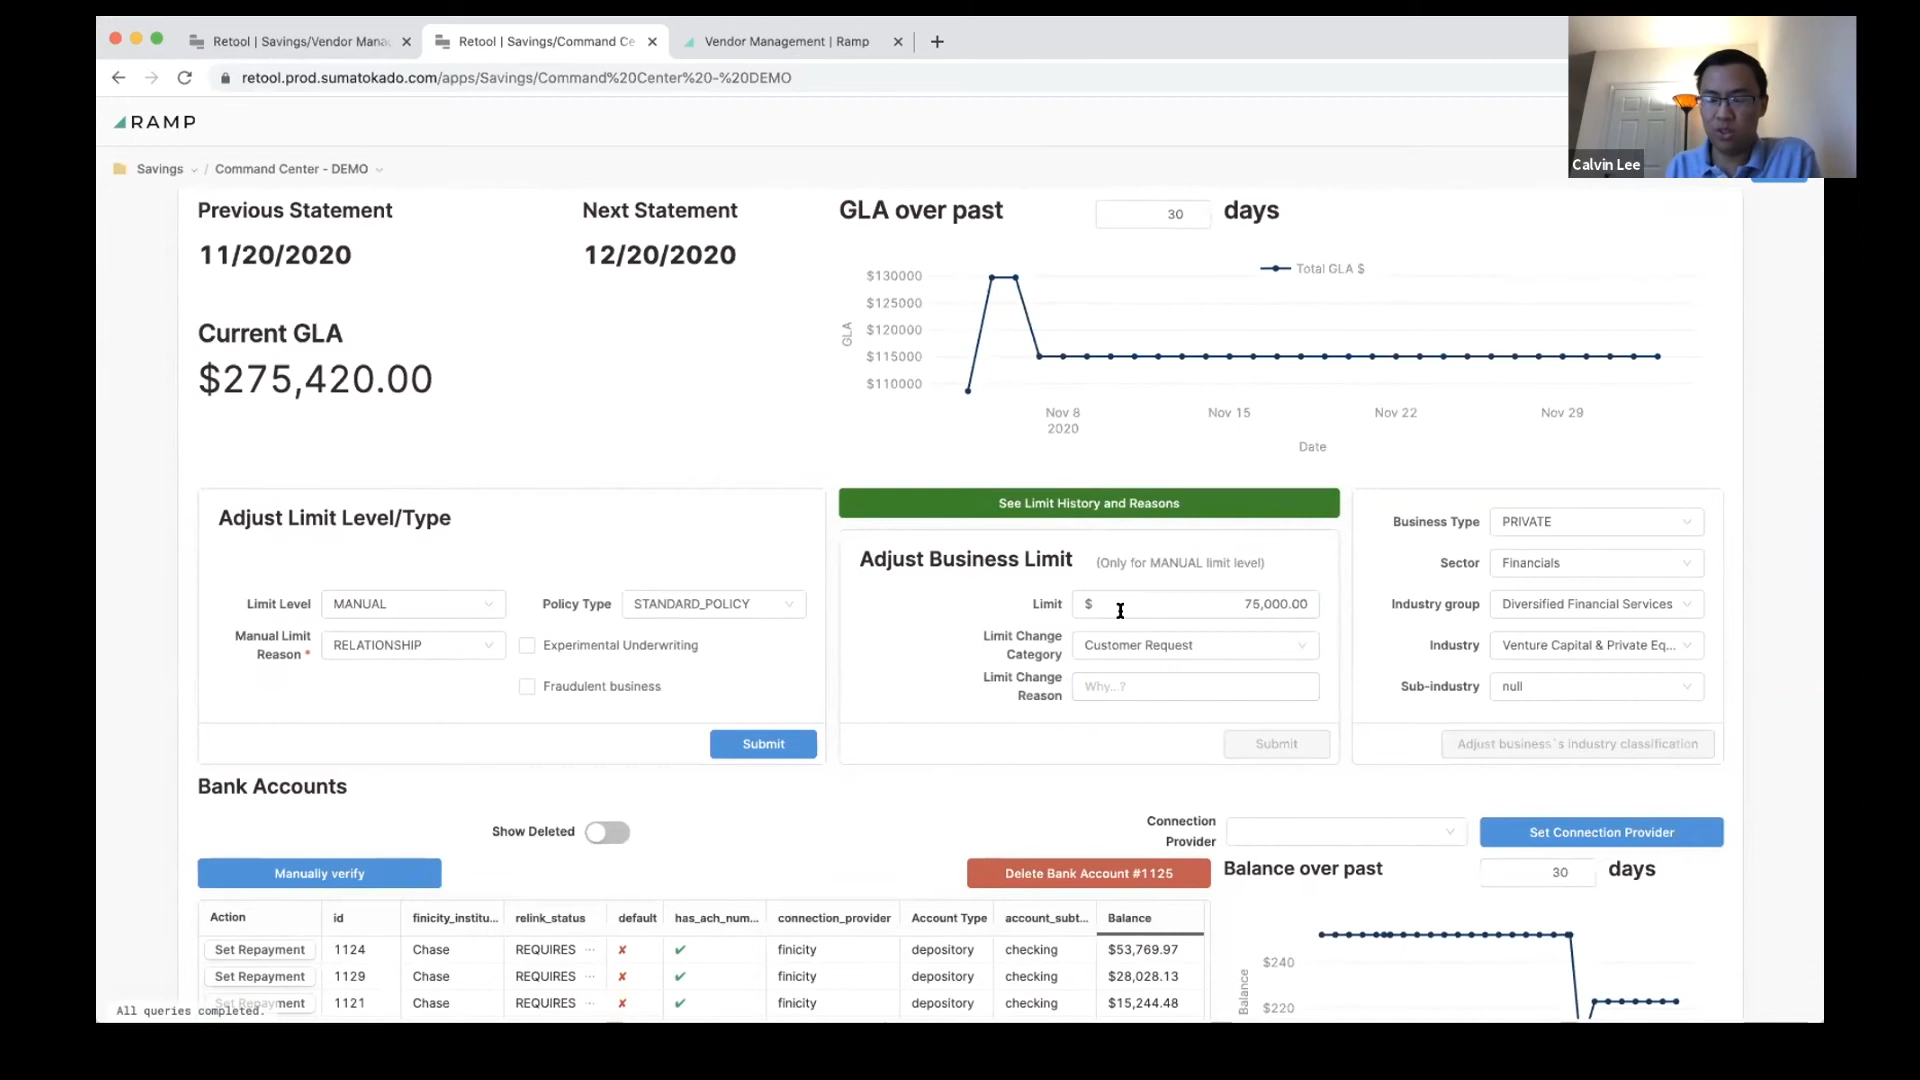 Retool | Savings/Vendor Mana
Retool | Savings/Command Ce
Vendor Management | Ramp
retool.prod.sumatokado.com/apps/Savings/Command%20Center%20-%20DEMO
RAMP
Calvin Lee
Savings / Command Center - DEMO
Previous Statement
11/20/2020
Next Statement
12/20/2020
Current GLA
$275,420.00
GLA over past 30 days
Total GLA $
$130000
$125000
$120000
$115000
$110000
GLA
Nov 8
2020
Nov 15
Nov 22
Nov 29
Date
Adjust Limit Level/Type
Limit Level MANUAL
Policy Type STANDARD_POLICY
Manual Limit
Reason * RELATIONSHIP
Experimental Underwriting
Fraudulent business
Submit
See Limit History and Reasons
Adjust Business Limit (Only for MANUAL limit level)
Limit $ 75,000.00
Limit Change
Category Customer Request
Limit Change
Reason Why...?
Submit
Business Type PRIVATE
Sector Financials
Industry group Diversified Financial Services
Industry Venture Capital & Private Eq...
Sub-industry null
Adjust business`s industry classification
Bank Accounts
Show Deleted
Connection
Provider
Set Connection Provider
Manually verify
Delete Bank Account #1125
Balance over past 30 days
Action id finicity_institu... relink_status default has_ach_num... connection_provider Account Type account_subt... Balance
Set Repayment 1124 Chase REQUIRES ... ✘ ✔ finicity depository checking $53,769.97
Set Repayment 1129 Chase REQUIRES ... ✘ ✔ finicity depository checking $28,028.13
Set Repayment 1121 Chase REQUIRES ... ✘ ✔ finicity depository checking $15,244.48
All queries completed.
Balance
$240
$220